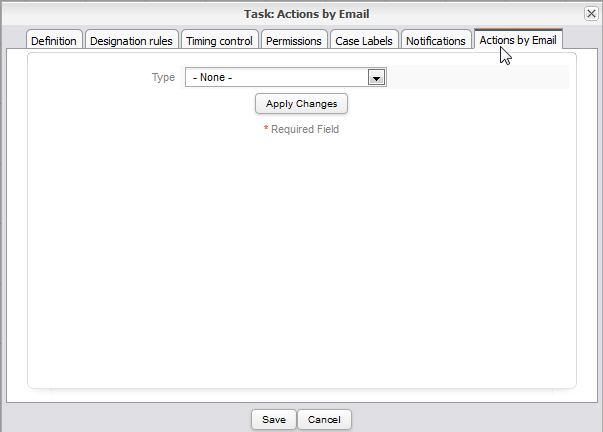 Task: Actions by Email
Definition Designation rules Timing control Permissions Case Labels Notifications Actions by Email
Type - None -
Apply Changes
* Required Field
Save Cancel